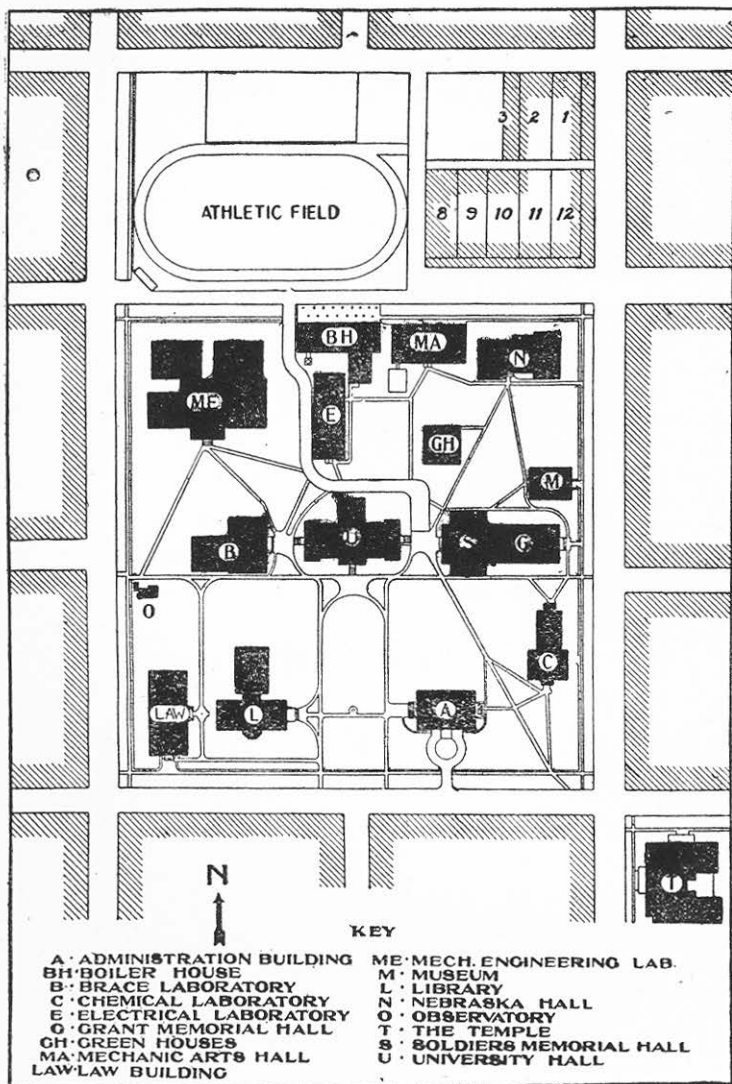 3 2 1
ATHLETIC FIELD
8 9 10 11 12
BH
MA
N
ME
E
GH
M
B
U
S
G
O
C
LAW
L
A
T
N
KEY
A · ADMINISTRATION BUILDING
BH · BOILER HOUSE
B · BRACE LABORATORY
C · CHEMICAL LABORATORY
E · ELECTRICAL LABORATORY
G · GRANT MEMORIAL HALL
GH · GREEN HOUSES
MA · MECHANIC ARTS HALL
LAW · LAW BUILDING
ME · MECH. ENGINEERING LAB.
M · MUSEUM
L · LIBRARY
N · NEBRASKA HALL
O · OBSERVATORY
T · THE TEMPLE
S · SOLDIERS MEMORIAL HALL
U · UNIVERSITY HALL